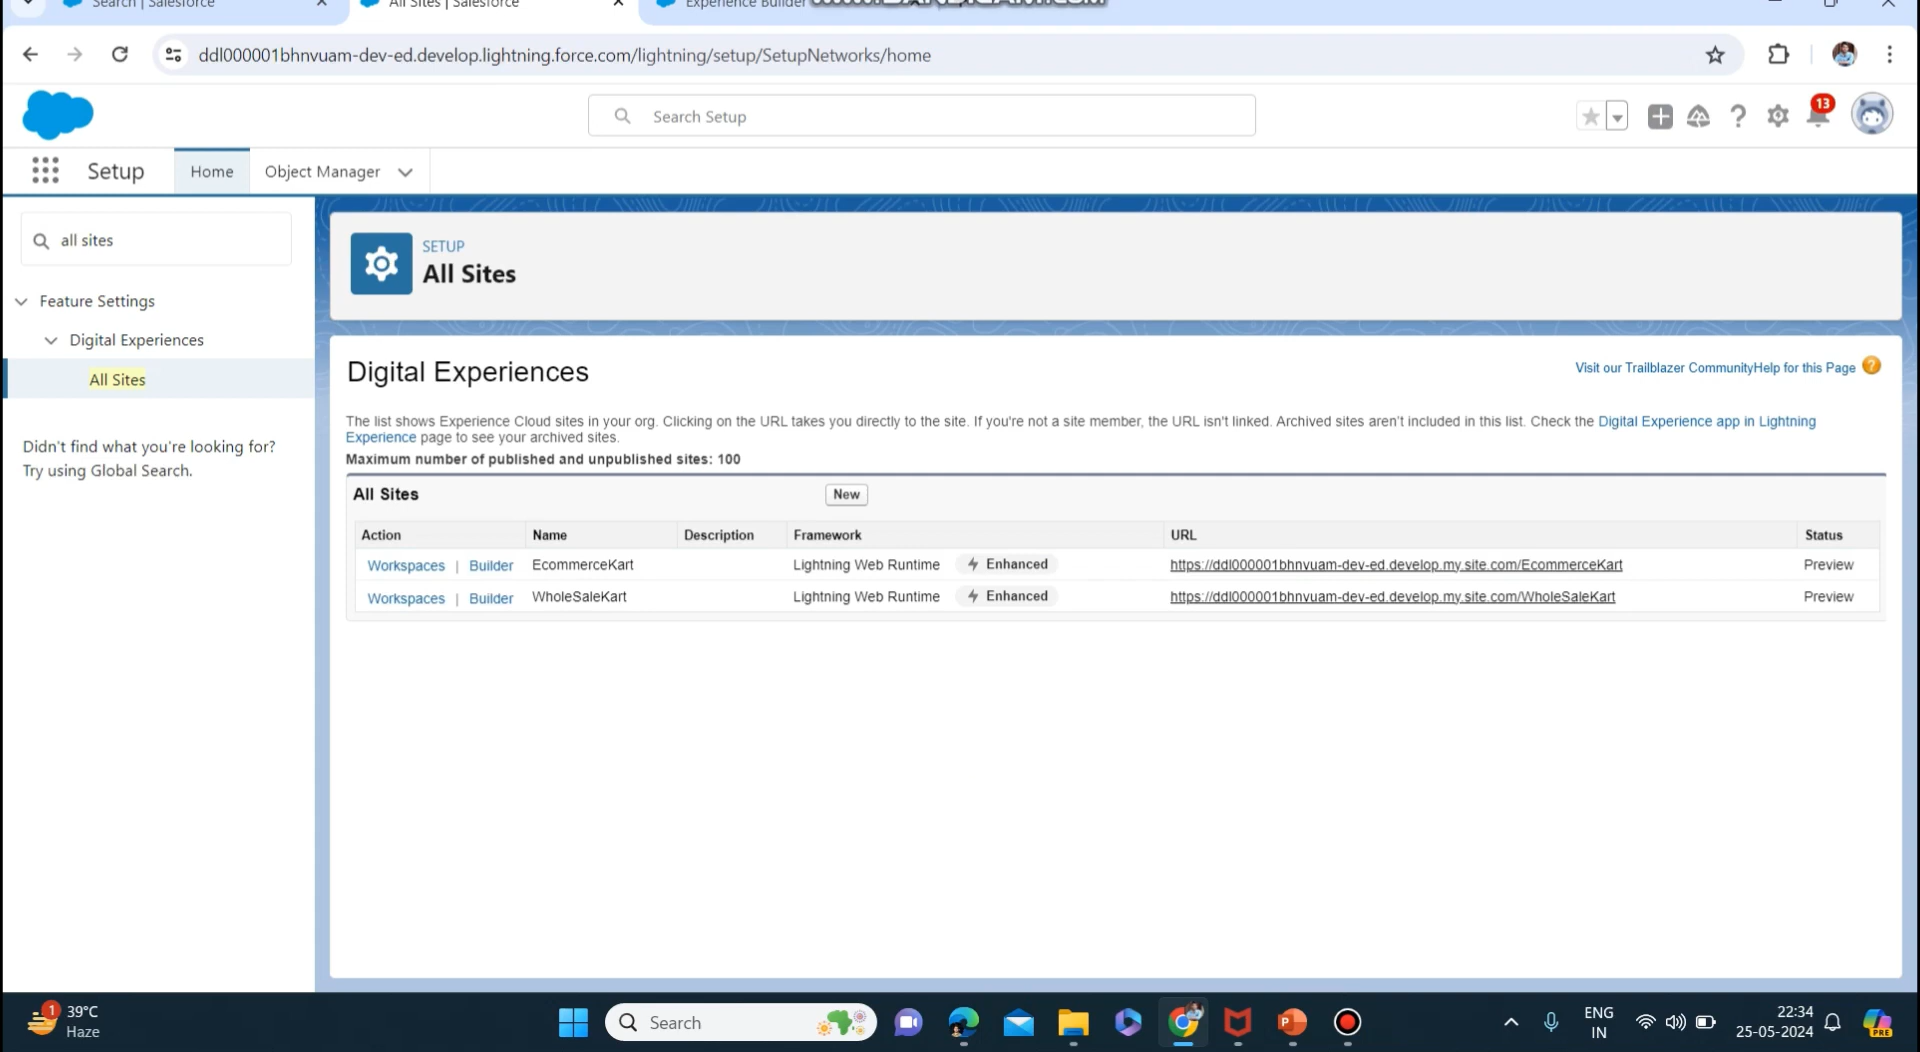 Search | Salesforce
All Sites | Salesforce
Experience Builder
www.BANDICAM.com
ddl000001bhnvuam-dev-ed.develop.lightning.force.com/lightning/setup/SetupNetworks/home
Search Setup
13
Setup
Home
Object Manager
all sites
Feature Settings
Digital Experiences
All Sites
Didn't find what you're looking for?
Try using Global Search.
SETUP
All Sites
Digital Experiences
Visit our Trailblazer CommunityHelp for this Page
The list shows Experience Cloud sites in your org. Clicking on the URL takes you directly to the site. If you're not a site member, the URL isn't linked. Archived sites aren't included in this list. Check the Digital Experience app in Lightning
Experience page to see your archived sites.
Maximum number of published and unpublished sites: 100
All Sites New
Action Name Description Framework URL Status
Workspaces | Builder EcommerceKart Lightning Web Runtime Enhanced https://ddl000001bhnvuam-dev-ed.develop.my.site.com/EcommerceKart Preview
Workspaces | Builder WholeSaleKart Lightning Web Runtime Enhanced https://ddl000001bhnvuam-dev-ed.develop.my.site.com/WholeSaleKart Preview
1
39°C
Haze
Search
ENG
IN
22:34
25-05-2024
PRE